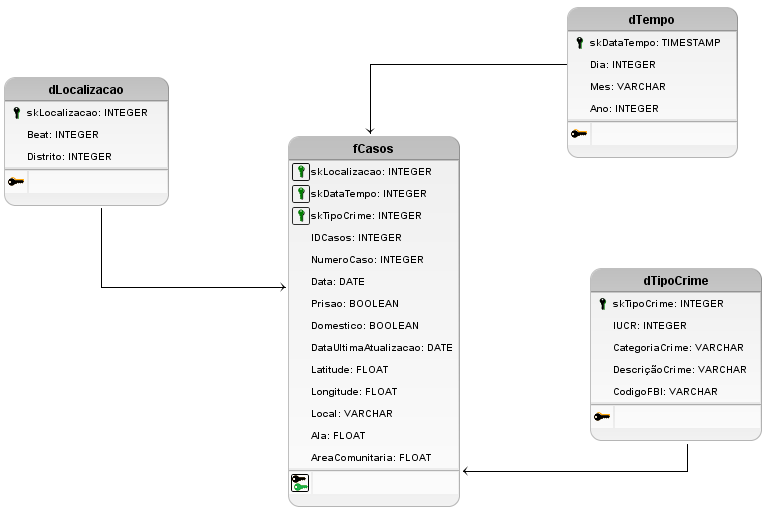 dLocalizacao
skLocalizacao: INTEGER
Beat: INTEGER
Distrito: INTEGER
fCasos
skLocalizacao: INTEGER
skDataTempo: INTEGER
skTipoCrime: INTEGER
IDCasos: INTEGER
NumeroCaso: INTEGER
Data: DATE
Prisao: BOOLEAN
Domestico: BOOLEAN
DataUltimaAtualizacao: DATE
Latitude: FLOAT
Longitude: FLOAT
Local: VARCHAR
Ala: FLOAT
AreaComunitaria: FLOAT
dTempo
skDataTempo: TIMESTAMP
Dia: INTEGER
Mes: VARCHAR
Ano: INTEGER
dTipoCrime
skTipoCrime: INTEGER
IUCR: INTEGER
CategoriaCrime: VARCHAR
DescriçãoCrime: VARCHAR
CodigoFBI: VARCHAR